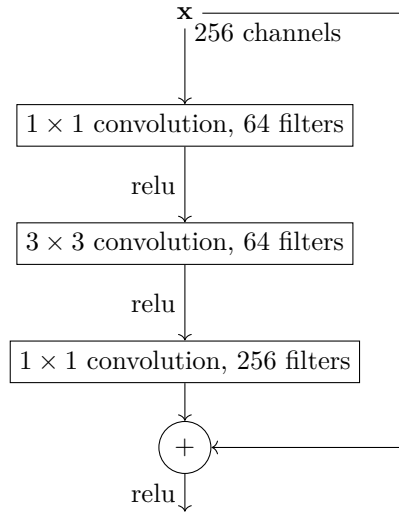 x
256 channels
1 × 1 convolution, 64 filters
relu
3 × 3 convolution, 64 filters
relu
1 × 1 convolution, 256 filters
+
relu